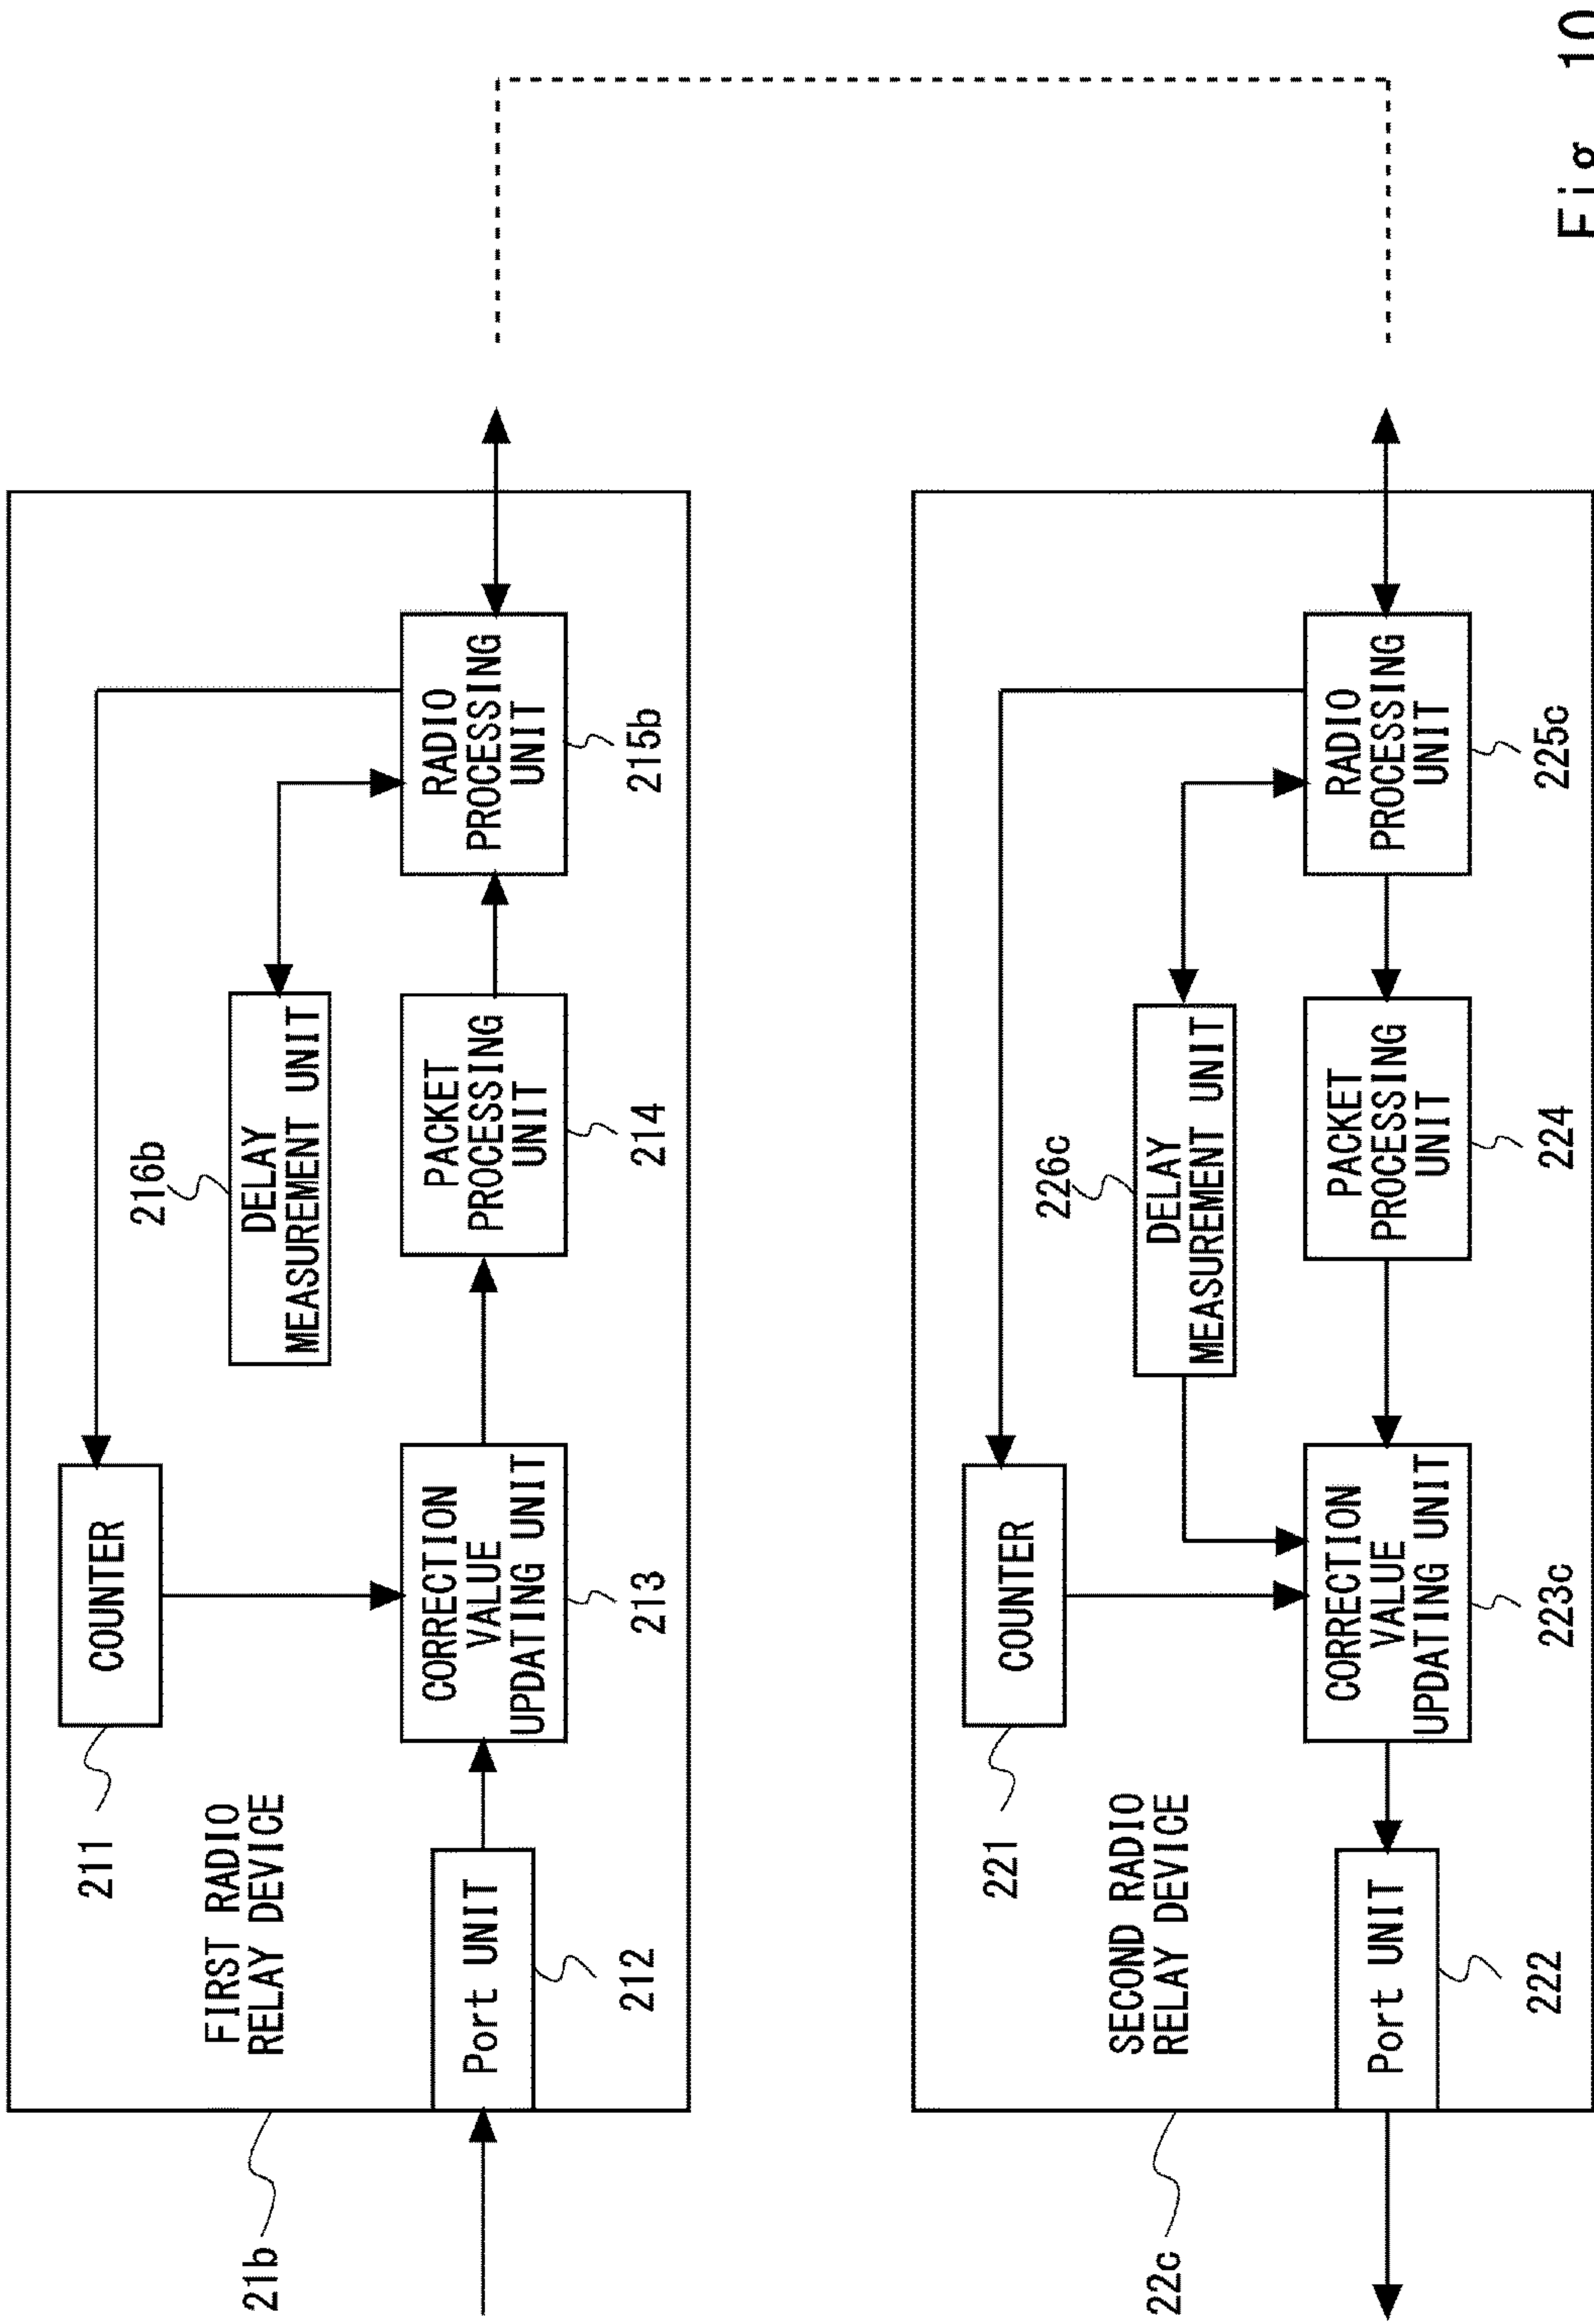 21b
FIRST RADIO
RELAY DEVICE
211
COUNTER
216b
DELAY
MEASUREMENT UNIT
Port UNIT
212
CORRECTION
VALUE
UPDATING UNIT
213
PACKET
PROCESSING
UNIT
214
RADIO
PROCESSING
UNIT
215b
22c
SECOND RADIO
RELAY DEVICE
221
COUNTER
226c
DELAY
MEASUREMENT UNIT
Port UNIT
222
CORRECTION
VALUE
UPDATING UNIT
223c
PACKET
PROCESSING
UNIT
224
RADIO
PROCESSING
UNIT
225c
Fig. 10